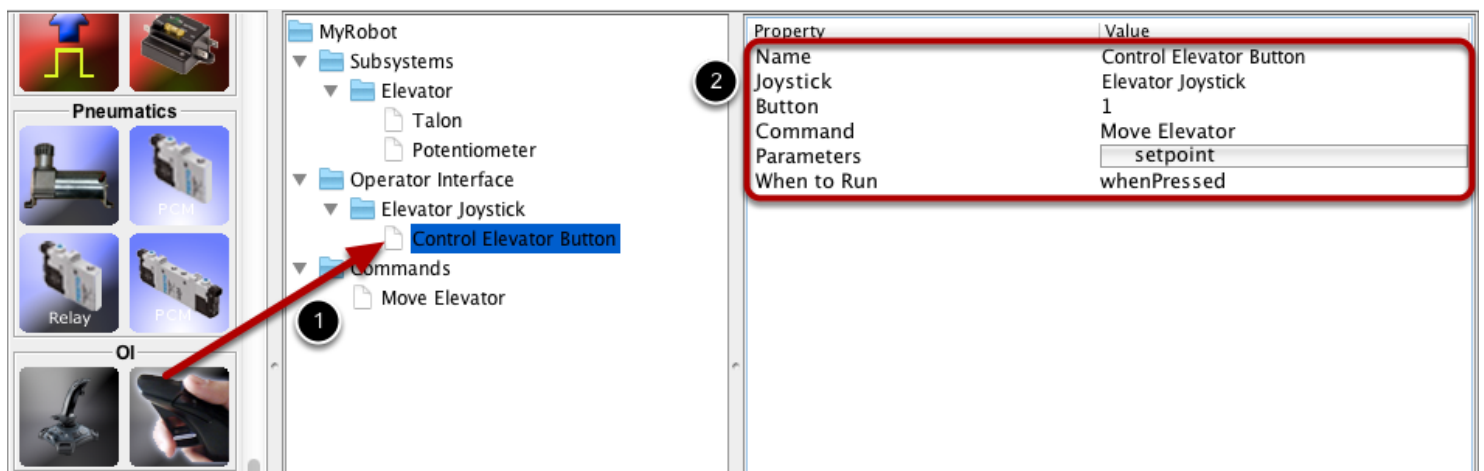 Pneumatics
PCM
Relay
PCM
OI
MyRobot
Subsystems
Elevator
Talon
Potentiometer
Operator Interface
Elevator Joystick
Control Elevator Button
Commands
Move Elevator
1
2
Property Value
Name Control Elevator Button
Joystick Elevator Joystick
Button 1
Command Move Elevator
Parameters setpoint
When to Run whenPressed